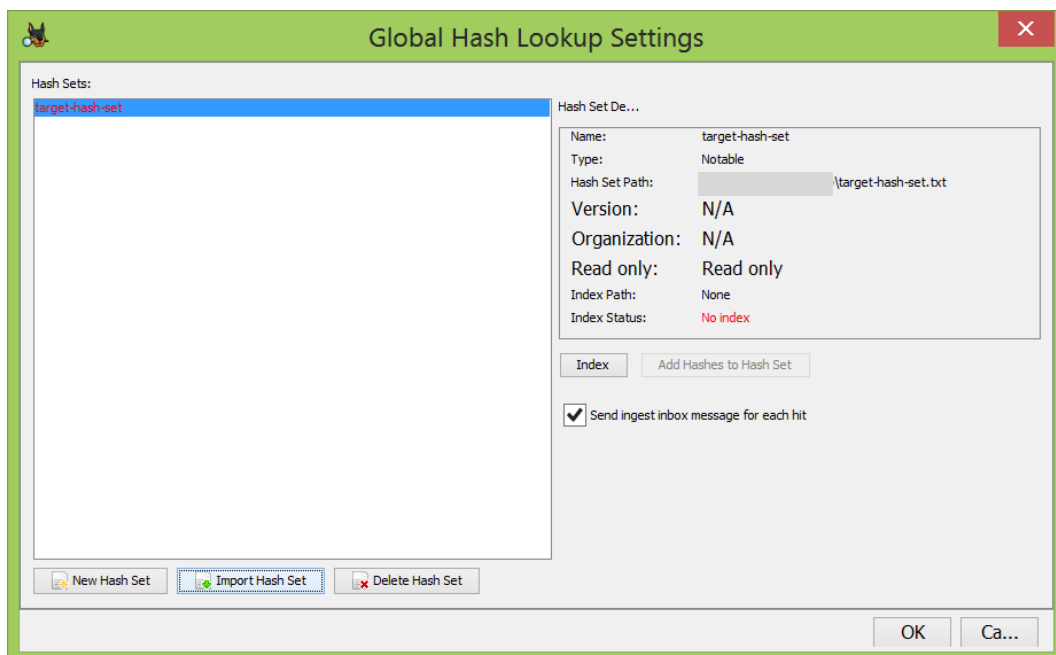 Global Hash Lookup Settings
Hash Sets:
target-hash-set
Hash Set De...
Name: target-hash-set
Type: Notable
Hash Set Path: \target-hash-set.txt
Version: N/A
Organization: N/A
Read only: Read only
Index Path: None
Index Status: No index
Index Add Hashes to Hash Set
Send ingest inbox message for each hit
New Hash Set Import Hash Set Delete Hash Set
OK Ca...